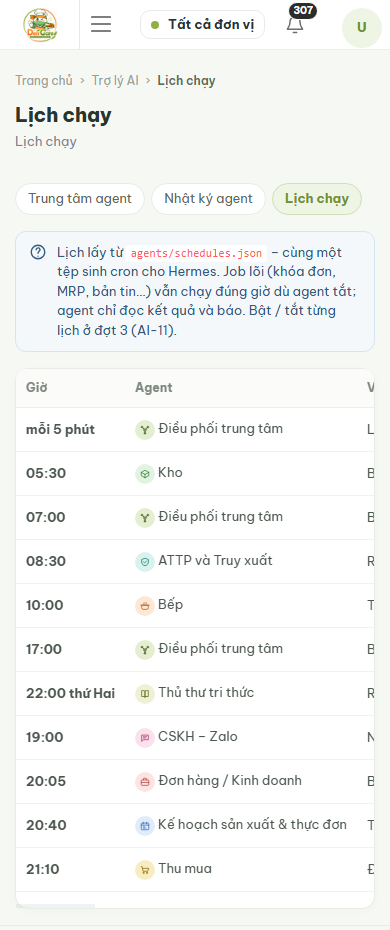 307
Tất cả đơn vị
U
Trang chủ › Trợ lý AI › Lịch chạy
Lịch chạy
Lịch chạy
Trung tâm agent
Nhật ký agent
Lịch chạy
Lịch lấy từ agents/schedules.json – cùng một
tệp sinh cron cho Hermes. Job lõi (khóa đơn,
MRP, bản tin...) vẫn chạy đúng giờ dù agent tắt;
agent chỉ đọc kết quả và báo. Bật / tắt từng
lịch ở đợt 3 (AI-11).
Giờ Agent V
mỗi 5 phút Điều phối trung tâm L
05:30 Kho B
07:00 Điều phối trung tâm B
08:30 ATTP và Truy xuất R
10:00 Bếp T
17:00 Điều phối trung tâm B
22:00 thứ Hai Thủ thư tri thức R
19:00 CSKH – Zalo N
20:05 Đơn hàng / Kinh doanh B
20:40 Kế hoạch sản xuất & thực đơn T
21:10 Thu mua Đ